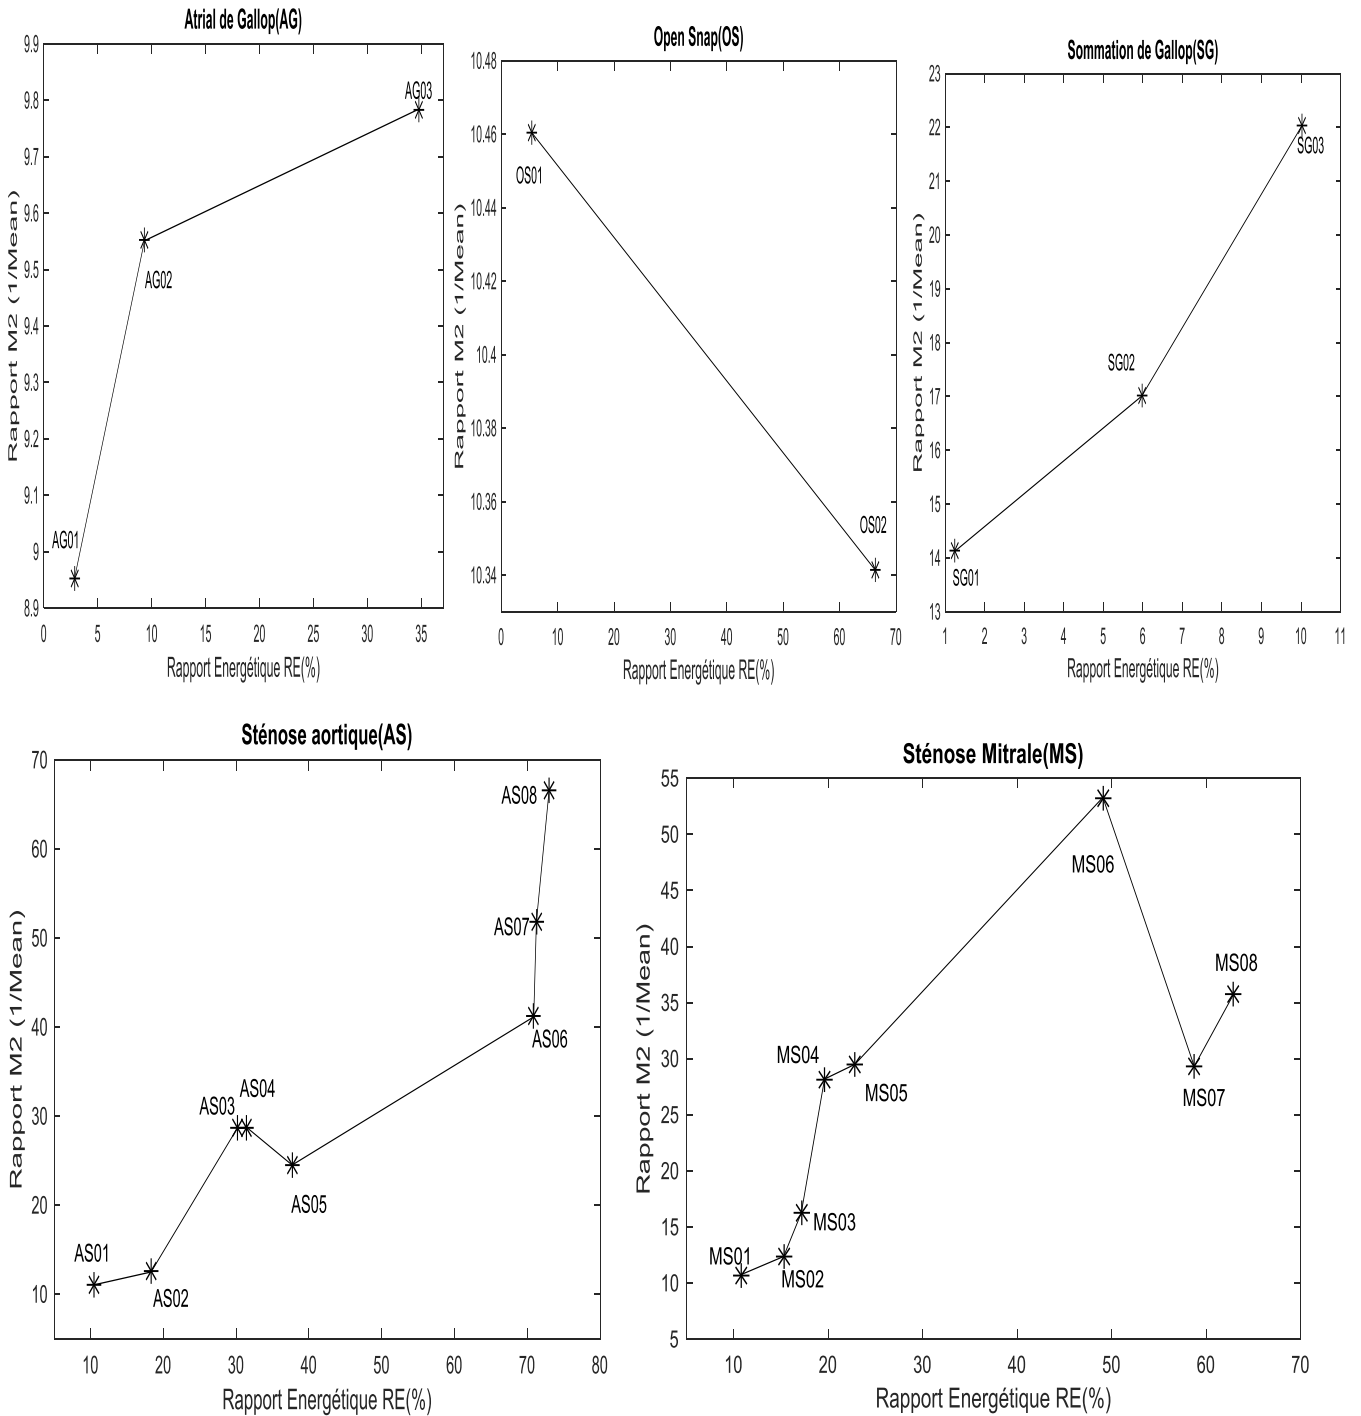 Atrial de Gallop(AG)
9.9
9.8
9.7
9.6
9.5
9.4
9.3
9.2
9.1
9
8.9
AG03
AG02
AG01
0 5 10 15 20 25 30 35
Rapport Energétique RE(%)
Rapport M2 (1/Mean)
Open Snap(OS)
10.48
10.46
10.44
10.42
10.4
10.38
10.36
10.34
OS01
OS02
0 10 20 30 40 50 60 70
Rapport Energétique RE(%)
Rapport M2 (1/Mean)
Sommation de Gallop(SG)
23
22
21
20
19
18
17
16
15
14
13
SG03
SG02
SG01
1 2 3 4 5 6 7 8 9 10 11
Rapport Energétique RE(%)
Rapport M2 (1/Mean)
Sténose aortique(AS)
70
60
50
40
30
20
10
AS08
AS07
AS06
AS04
AS03
AS05
AS01
AS02
10 20 30 40 50 60 70 80
Rapport Energétique RE(%)
Rapport M2 (1/Mean)
Sténose Mitrale(MS)
55
50
45
40
35
30
25
20
15
10
5
MS06
MS08
MS04
MS05
MS07
MS03
MS01
MS02
10 20 30 40 50 60 70
Rapport Energétique RE(%)
Rapport M2 (1/Mean)